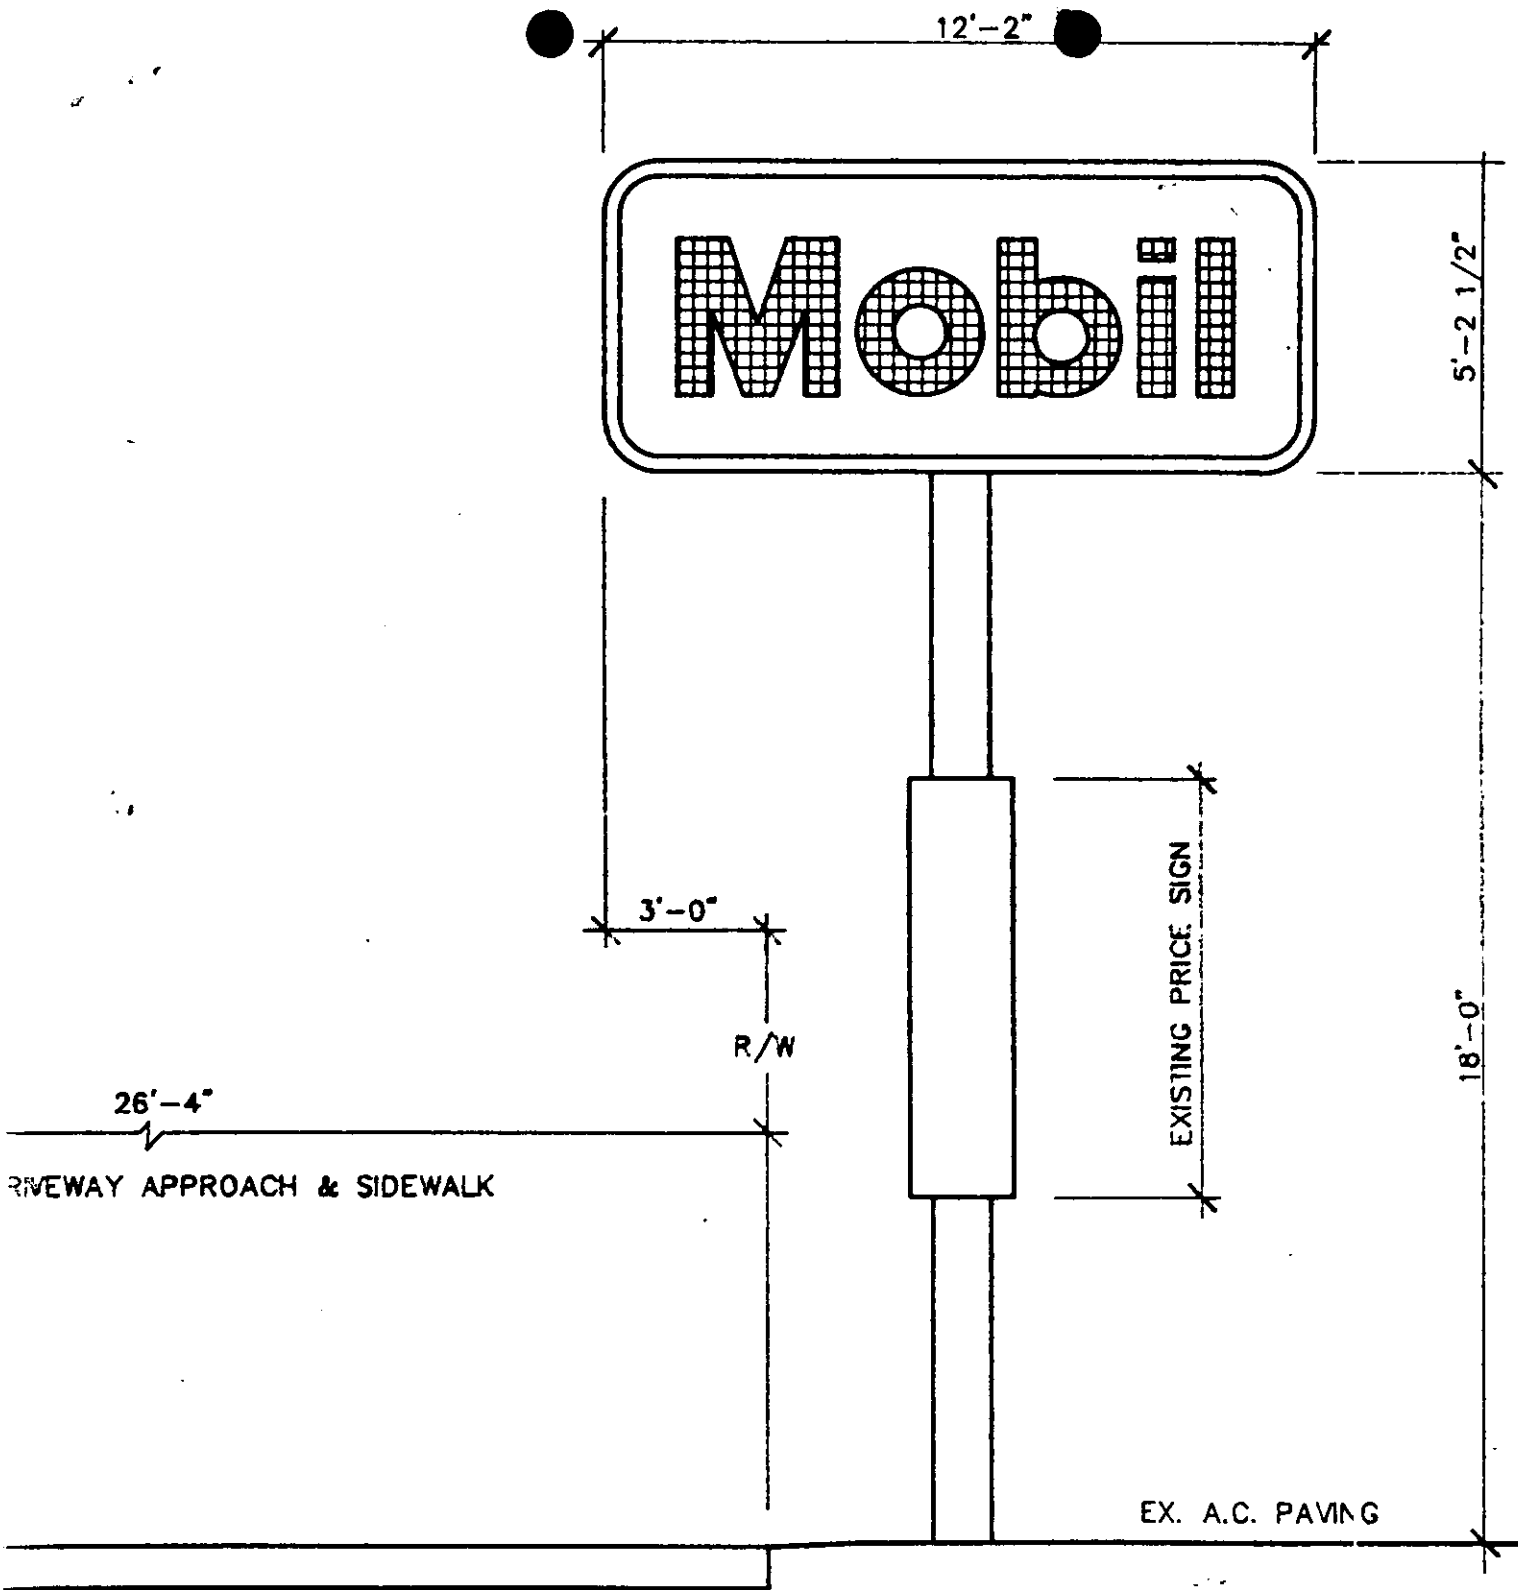 12'-2"
Mobil
5'-2 1/2"
3'-0"
EXISTING PRICE SIGN
18'-0"
R/W
26'-4"
RIVEWAY APPROACH & SIDEWALK
EX. A.C. PAVING